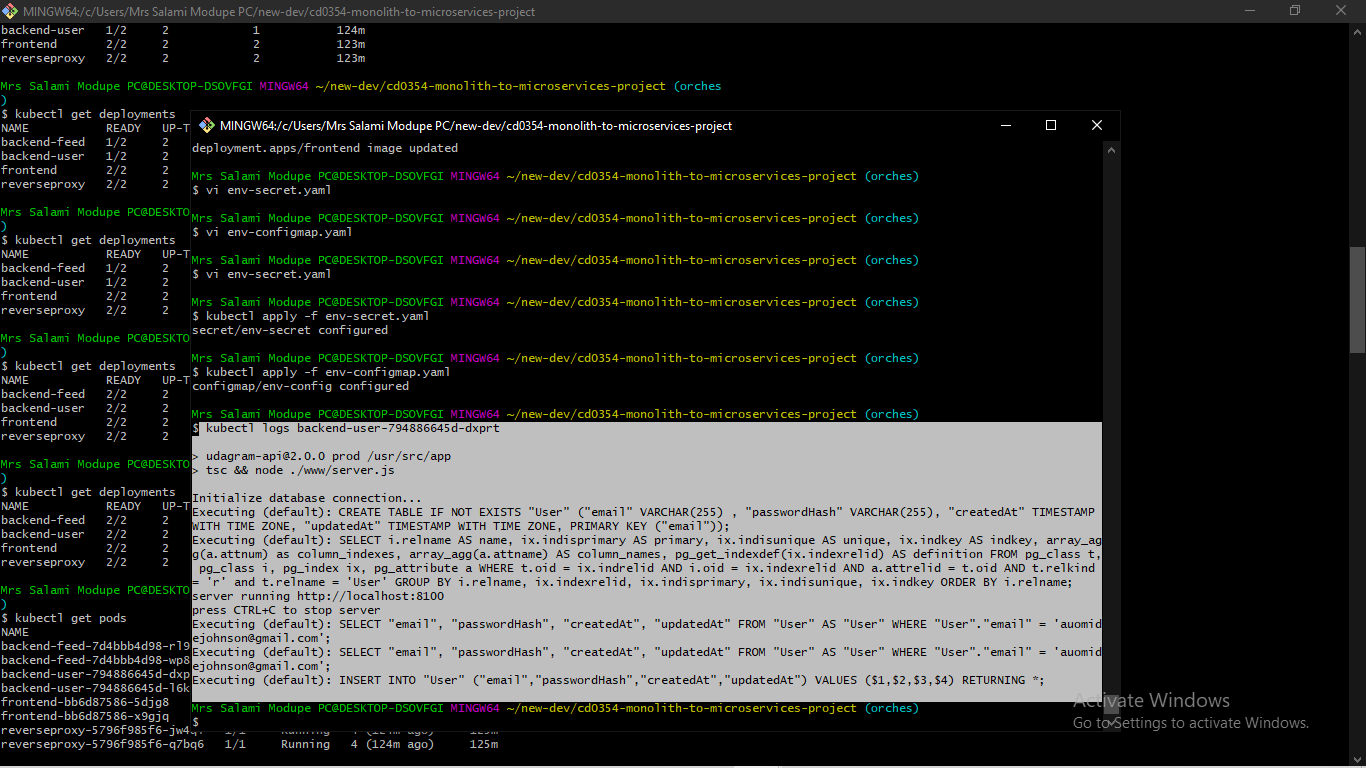 MINGW64:/c/Users/Mrs Salami Modupe PC/new-dev/cd0354-monolith-to-microservices-project
backend-user 1/2 2 1 124m
frontend 2/2 2 2 123m
reverseproxy 2/2 2 2 123m
Mrs Salami Modupe PC@DESKTOP-DSOVFGI MINGW64 ~/new-dev/cd0354-monolith-to-microservices-project (orches
)
$ kubectl get deployments
NAME READY UP-T
backend-feed 1/2 2
backend-user 1/2 2
frontend 2/2 2
reverseproxy 2/2 2
Mrs Salami Modupe PC@DESKTO
)
$ kubectl get deployments
NAME READY UP-T
backend-feed 1/2 2
backend-user 1/2 2
frontend 2/2 2
reverseproxy 2/2 2
Mrs Salami Modupe PC@DESKTO
)
$ kubectl get deployments
NAME READY UP-T
backend-feed 2/2 2
backend-user 2/2 2
frontend 2/2 2
reverseproxy 2/2 2
Mrs Salami Modupe PC@DESKTO
)
$ kubectl get deployments
NAME READY UP-T
backend-feed 2/2 2
backend-user 2/2 2
frontend 2/2 2
reverseproxy 2/2 2
Mrs Salami Modupe PC@DESKTO
)
$ kubectl get pods
NAME
backend-feed-7d4bbb4d98-rl9
backend-feed-7d4bbb4d98-wp8
backend-user-794886645d-dxp
backend-user-794886645d-l6k
frontend-bb6d87586-5djg8
frontend-bb6d87586-x9gjq
reverseproxy-5796f985f6-jw4q. 1/1 Running
reverseproxy-5796f985f6-q7bq6 1/1 Running 4 (124m ago) 125m
MINGW64:/c/Users/Mrs Salami Modupe PC/new-dev/cd0354-monolith-to-microservices-project
deployment.apps/frontend image updated
Mrs Salami Modupe PC@DESKTOP-DSOVFGI MINGW64 ~/new-dev/cd0354-monolith-to-microservices-project (orches)
$ vi env-secret.yaml
Mrs Salami Modupe PC@DESKTOP-DSOVFGI MINGW64 ~/new-dev/cd0354-monolith-to-microservices-project (orches)
$ vi env-configmap.yaml
Mrs Salami Modupe PC@DESKTOP-DSOVFGI MINGW64 ~/new-dev/cd0354-monolith-to-microservices-project (orches)
$ vi env-secret.yaml
Mrs Salami Modupe PC@DESKTOP-DSOVFGI MINGW64 ~/new-dev/cd0354-monolith-to-microservices-project (orches)
$ kubectl apply -f env-secret.yaml
secret/env-secret configured
Mrs Salami Modupe PC@DESKTOP-DSOVFGI MINGW64 ~/new-dev/cd0354-monolith-to-microservices-project (orches)
$ kubectl apply -f env-configmap.yaml
configmap/env-config configured
Mrs Salami Modupe PC@DESKTOP-DSOVFGI MINGW64 ~/new-dev/cd0354-monolith-to-microservices-project (orches)
$ kubectl logs backend-user-794886645d-dxprt
> udagram-api@2.0.0 prod /usr/src/app
> tsc && node ./www/server.js
Initialize database connection...
Executing (default): CREATE TABLE IF NOT EXISTS "User" ("email" VARCHAR(255) , "passwordHash" VARCHAR(255), "createdAt" TIMESTAMP
WITH TIME ZONE, "updatedAt" TIMESTAMP WITH TIME ZONE, PRIMARY KEY ("email"));
Executing (default): SELECT i.relname AS name, ix.indisprimary AS primary, ix.indisunique AS unique, ix.indkey AS indkey, array_ag
g(a.attnum) as column_indexes, array_agg(a.attname) AS column_names, pg_get_indexdef(ix.indexrelid) AS definition FROM pg_class t,
pg_class i, pg_index ix, pg_attribute a WHERE t.oid = ix.indrelid AND i.oid = ix.indexrelid AND a.attrelid = t.oid AND t.relkind
= 'r' and t.relname = 'User' GROUP BY i.relname, ix.indexrelid, ix.indisprimary, ix.indisunique, ix.indkey ORDER BY i.relname;
server running http://localhost:8100
press CTRL+C to stop server
Executing (default): SELECT "email", "passwordHash", "createdAt", "updatedAt" FROM "User" AS "User" WHERE "User"."email" = 'auomid
ejohnson@gmail.com';
Executing (default): SELECT "email", "passwordHash", "createdAt", "updatedAt" FROM "User" AS "User" WHERE "User"."email" = 'auomid
ejohnson@gmail.com';
Executing (default): INSERT INTO "User" ("email","passwordHash","createdAt","updatedAt") VALUES ($1,$2,$3,$4) RETURNING *;
Mrs Salami Modupe PC@DESKTOP-DSOVFGI MINGW64 ~/new-dev/cd0354-monolith-to-microservices-project (orches)
$
Activate Windows
Go to Settings to activate Windows.